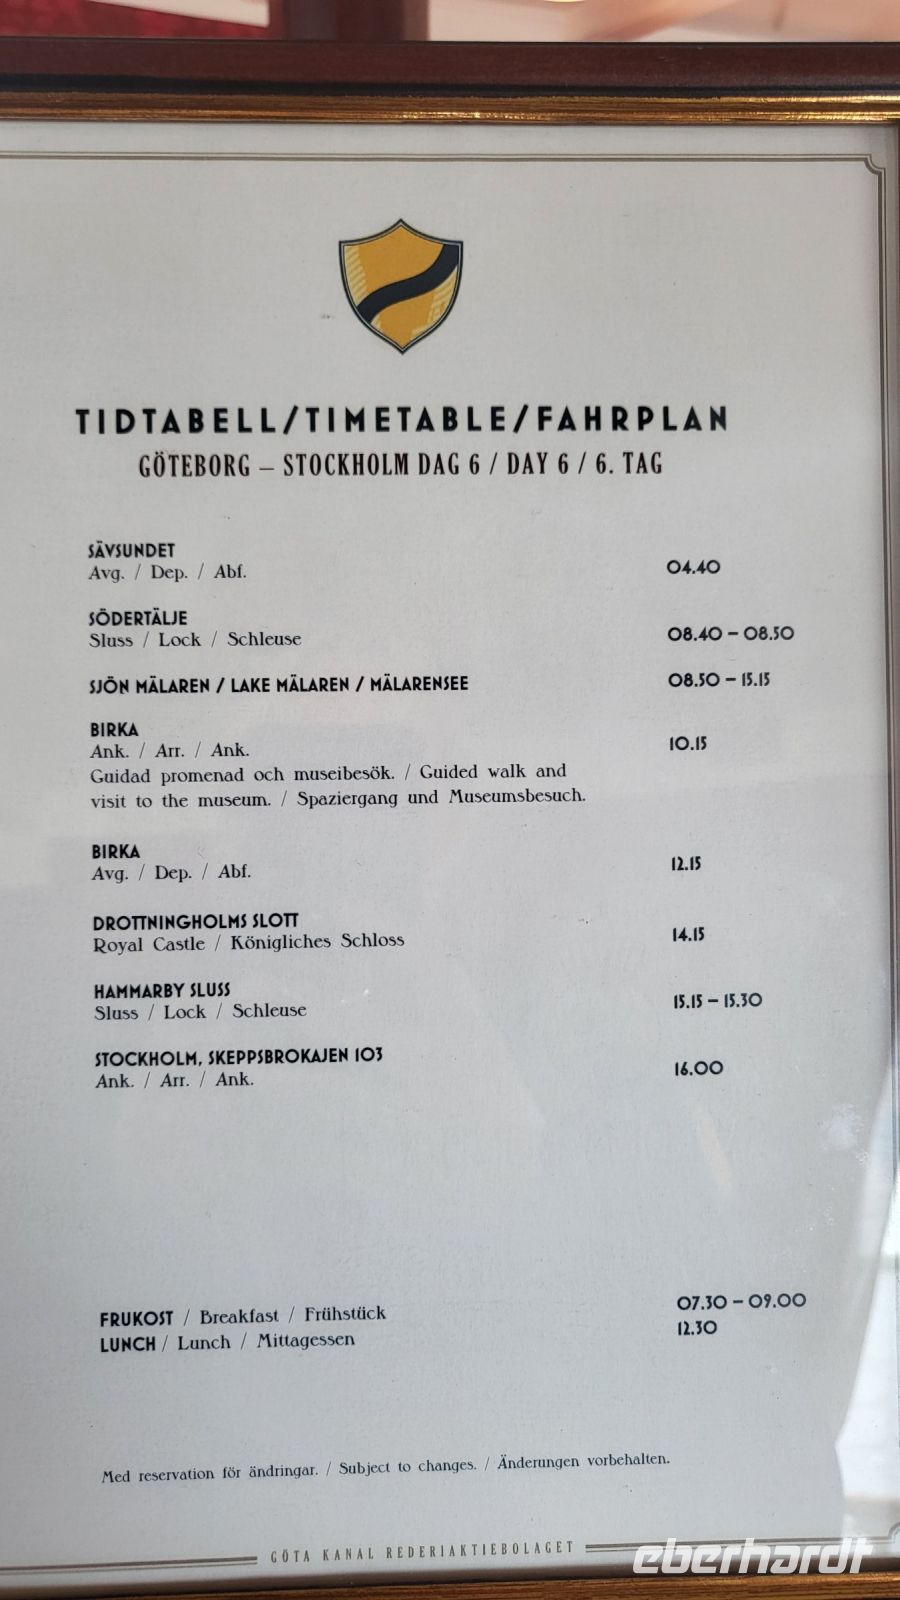 TIDTABELL/TIMETABLE/FAHRPLAN
GÖTEBORG – STOCKHOLM DAG 6 / DAY 6 / 6. TAG
SÄVSUNDET
Avg. / Dep. / Abf. 04.40
SÖDERTÄLJE
Sluss / Lock / Schleuse 08.40 – 08.50
SJÖN MÄLAREN / LAKE MÄLAREN / MÄLARENSEE 08.50 – 15.15
BIRKA
Ank. / Arr. / Ank. 10.15
Guidad promenad och museibesök. / Guided walk and
visit to the museum. / Spaziergang und Museumsbesuch.
BIRKA
Avg. / Dep. / Abf. 12.15
DROTTNINGHOLMS SLOTT
Royal Castle / Königliches Schloss 14.15
HAMMARBY SLUSS
Sluss / Lock / Schleuse 15.15 – 15.30
STOCKHOLM, SKEPPSBROKAJEN 103
Ank. / Arr. / Ank. 16.00
FRUKOST / Breakfast / Frühstück 07.30 – 09.00
LUNCH / Lunch / Mittagessen 12.30
Med reservation för ändringar. / Subject to changes. / Änderungen vorbehalten.
GÖTA KANAL REDERIAKTIEBOLAGET
eberhardt